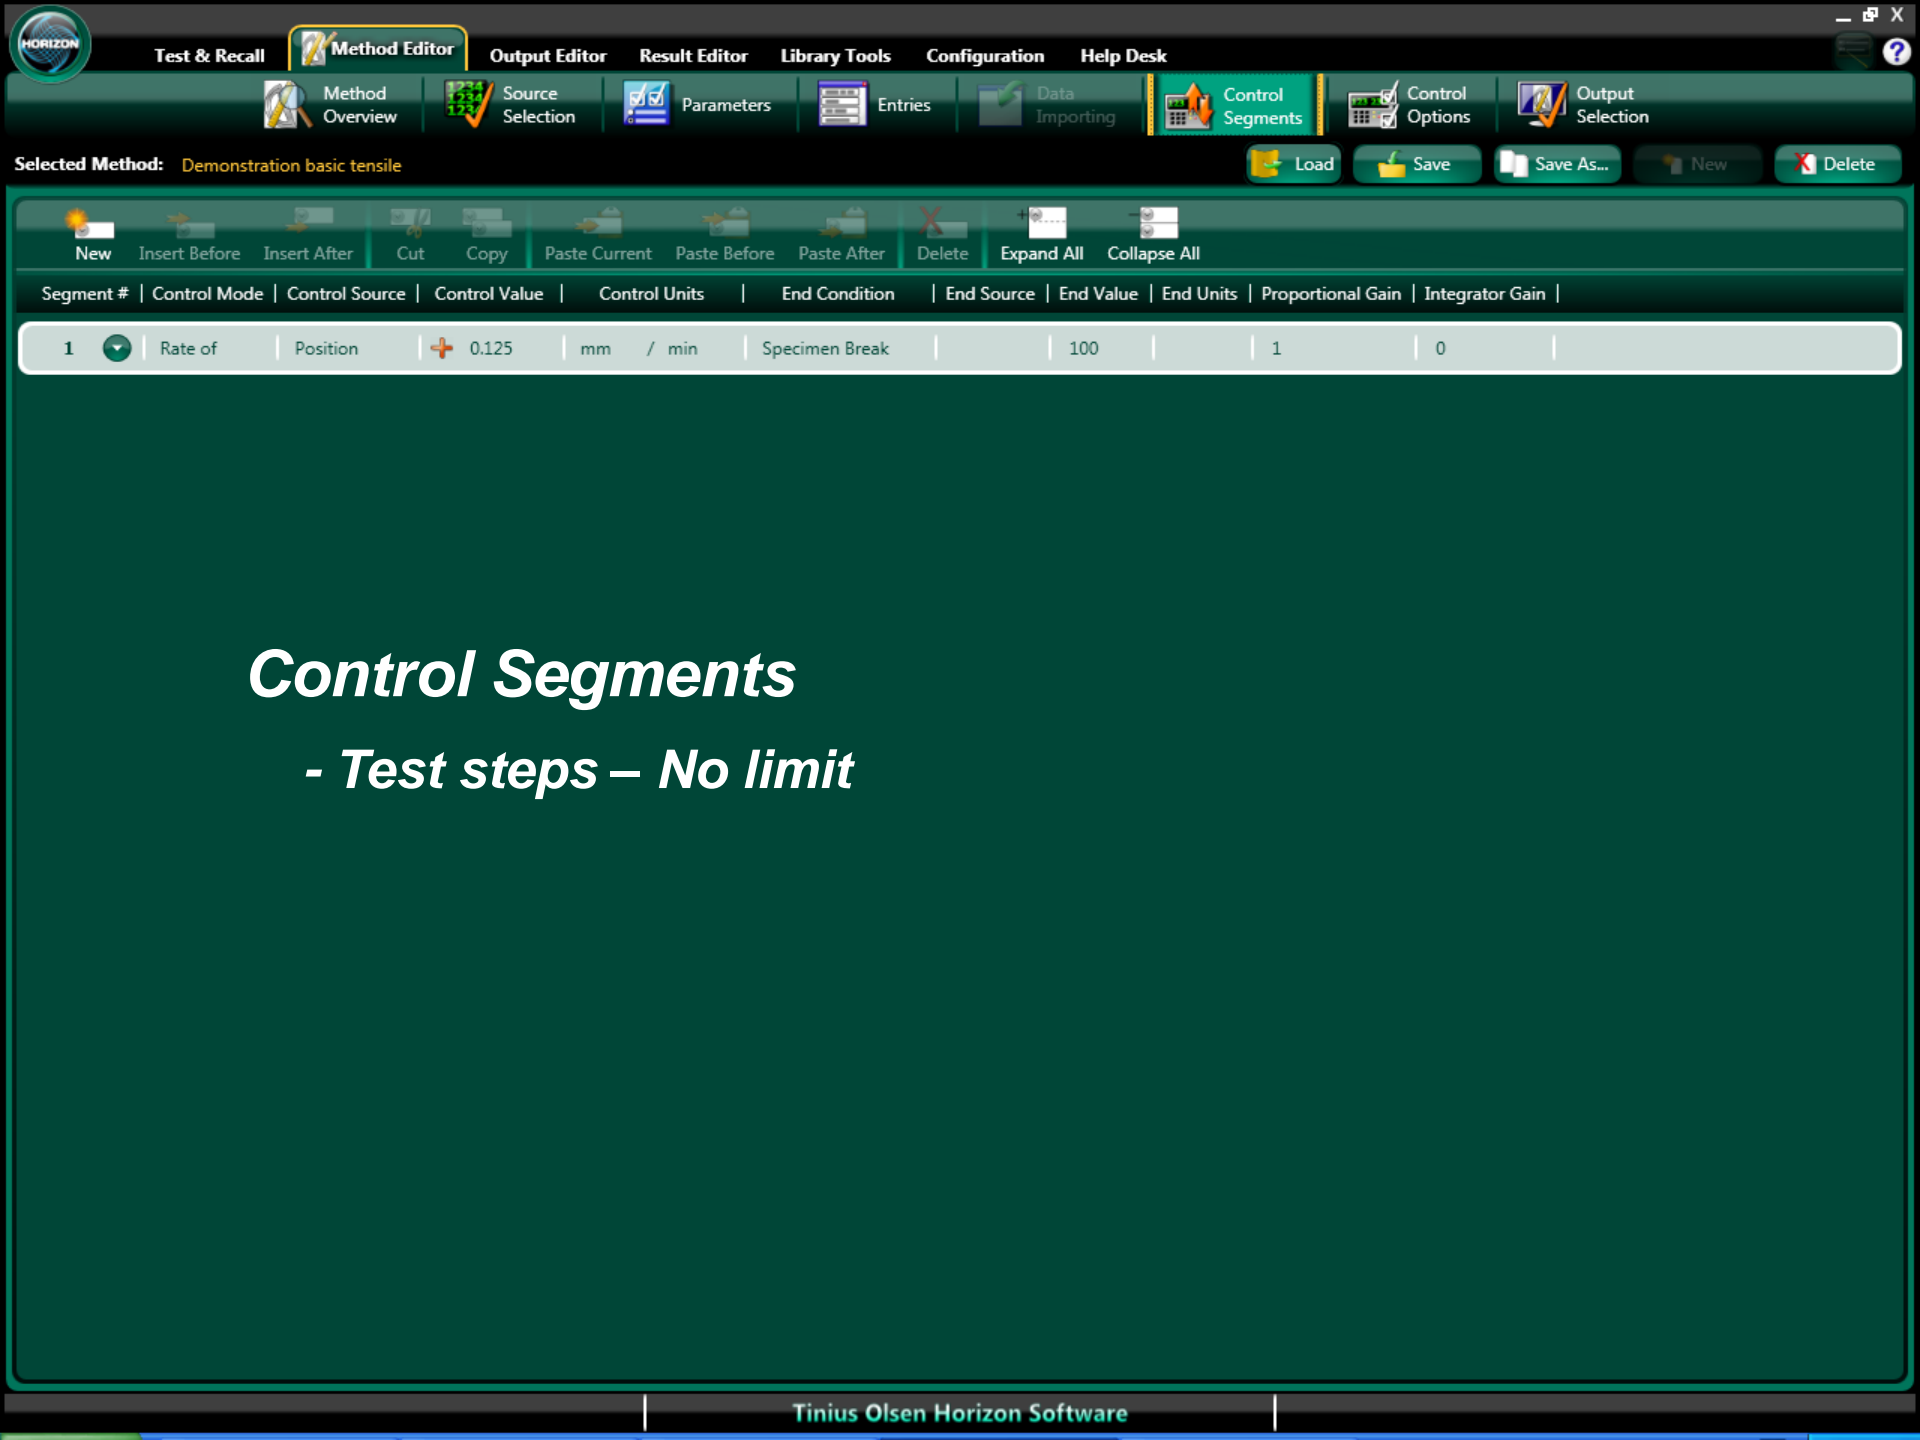 HORIZON
Test & Recall
Method Editor
Output Editor
Result Editor
Library Tools
Configuration
Help Desk
Method Overview
Source Selection
Parameters
Entries
Data Importing
Control Segments
Control Options
Output Selection
Selected Method: Demonstration basic tensile
Load
Save
Save As...
New
Delete
New
Insert Before
Insert After
Cut
Copy
Paste Current
Paste Before
Paste After
Delete
Expand All
Collapse All
Segment # | Control Mode | Control Source | Control Value | Control Units | End Condition | End Source | End Value | End Units | Proportional Gain | Integrator Gain |
1 Rate of Position 0.125 mm / min Specimen Break 100 1 0
Control Segments
- Test steps – No limit
Tinius Olsen Horizon Software